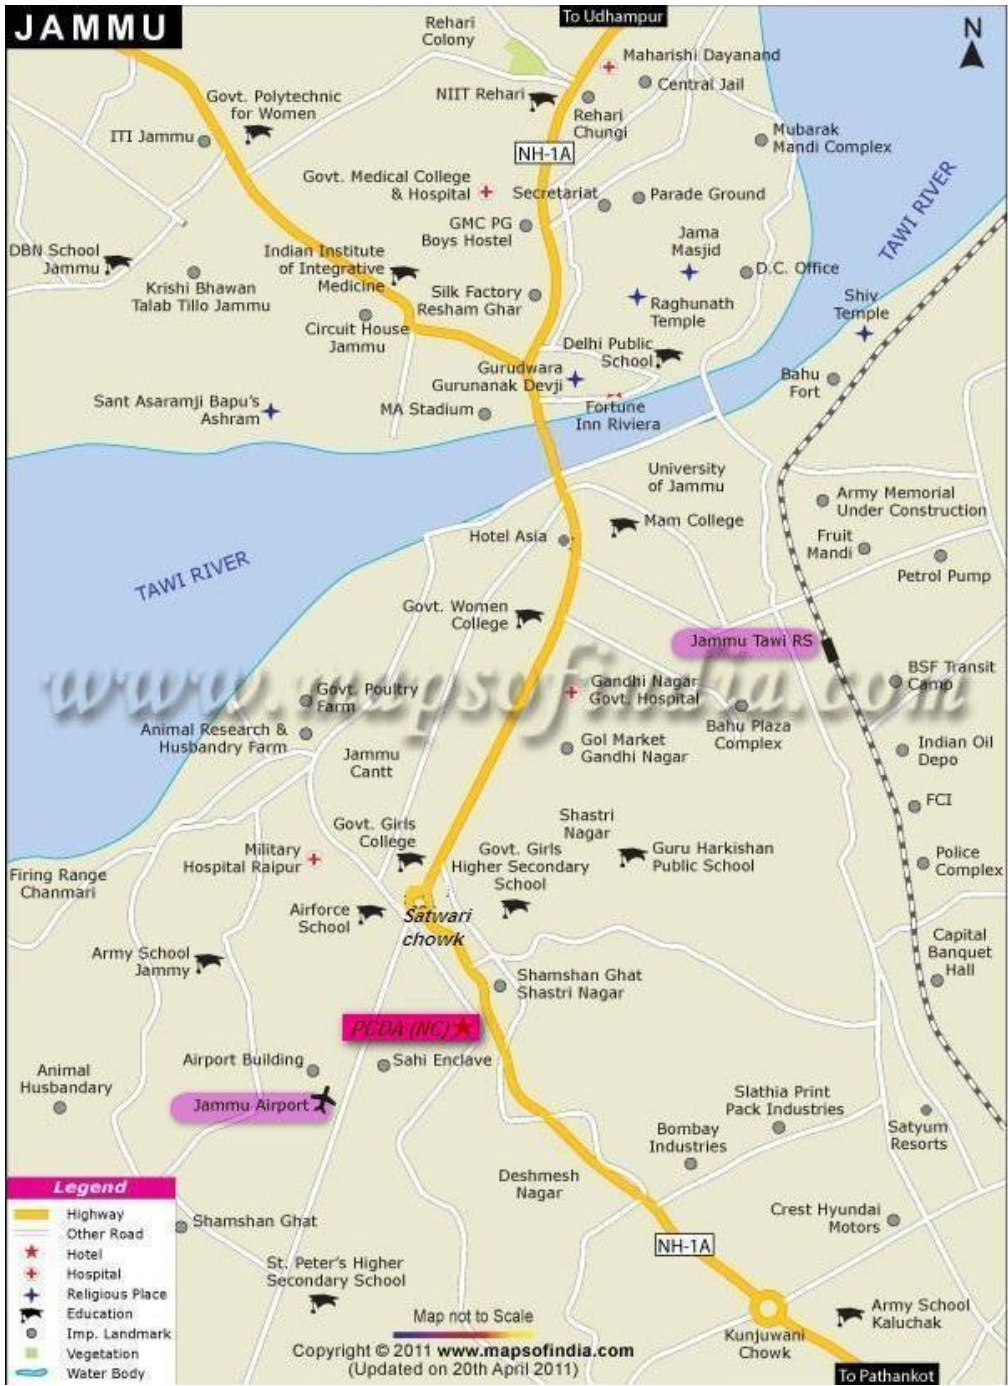 JAMMU
To Udhampur
N
Rehari
Colony
Maharishi Dayanand
Central Jail
NIIT Rehari
Rehari
Chungi
Govt. Polytechnic
for Women
ITI Jammu
Mubarak
Mandi Complex
NH-1A
Govt. Medical College
& Hospital
Secretariat
Parade Ground
TAWI RIVER
GMC PG
Boys Hostel
Jama
Masjid
DBN School
Jammu
Indian Institute
of Integrative
Medicine
D.C. Office
Krishi Bhawan
Talab Tillo Jammu
Silk Factory
Resham Ghar
Raghunath
Temple
Shiv
Temple
Circuit House
Jammu
Delhi Public
School
Gurudwara
Gurunanak Devji
Bahu
Fort
Sant Asaramji Bapu's
Ashram
MA Stadium
Fortune
Inn Riviera
University
of Jammu
Army Memorial
Under Construction
Mam College
Hotel Asia
Fruit
Mandi
Petrol Pump
TAWI RIVER
Govt. Women
College
Jammu Tawi RS
www.mapsofindia.com
Govt. Poultry
Farm
Gandhi Nagar
Govt. Hospital
BSF Transit
Camp
Animal Research &
Husbandry Farm
Bahu Plaza
Complex
Jammu
Cantt
Gol Market
Gandhi Nagar
Indian Oil
Depo
FCI
Shastri
Nagar
Govt. Girls
College
Military
Hospital Raipur
Govt. Girls
Higher Secondary
School
Guru Harkishan
Public School
Police
Complex
Firing Range
Chanmari
Airforce
School
Satwari
chowk
Army School
Jammy
Capital
Banquet
Hall
Shamshan Ghat
Shastri Nagar
PCDA (NC)
Airport Building
Sahi Enclave
Animal
Husbandary
Jammu Airport
Slathia Print
Pack Industries
Bombay
Industries
Satyum
Resorts
Deshmesh
Nagar
Crest Hyundai
Motors
Shamshan Ghat
NH-1A
St. Peter's Higher
Secondary School
Army School
Kaluchak
Kunjuwani
Chowk
To Pathankot
Legend
Highway
Other Road
Hotel
Hospital
Religious Place
Education
Imp. Landmark
Vegetation
Water Body
Map not to Scale
Copyright © 2011 www.mapsofindia.com
(Updated on 20th April 2011)